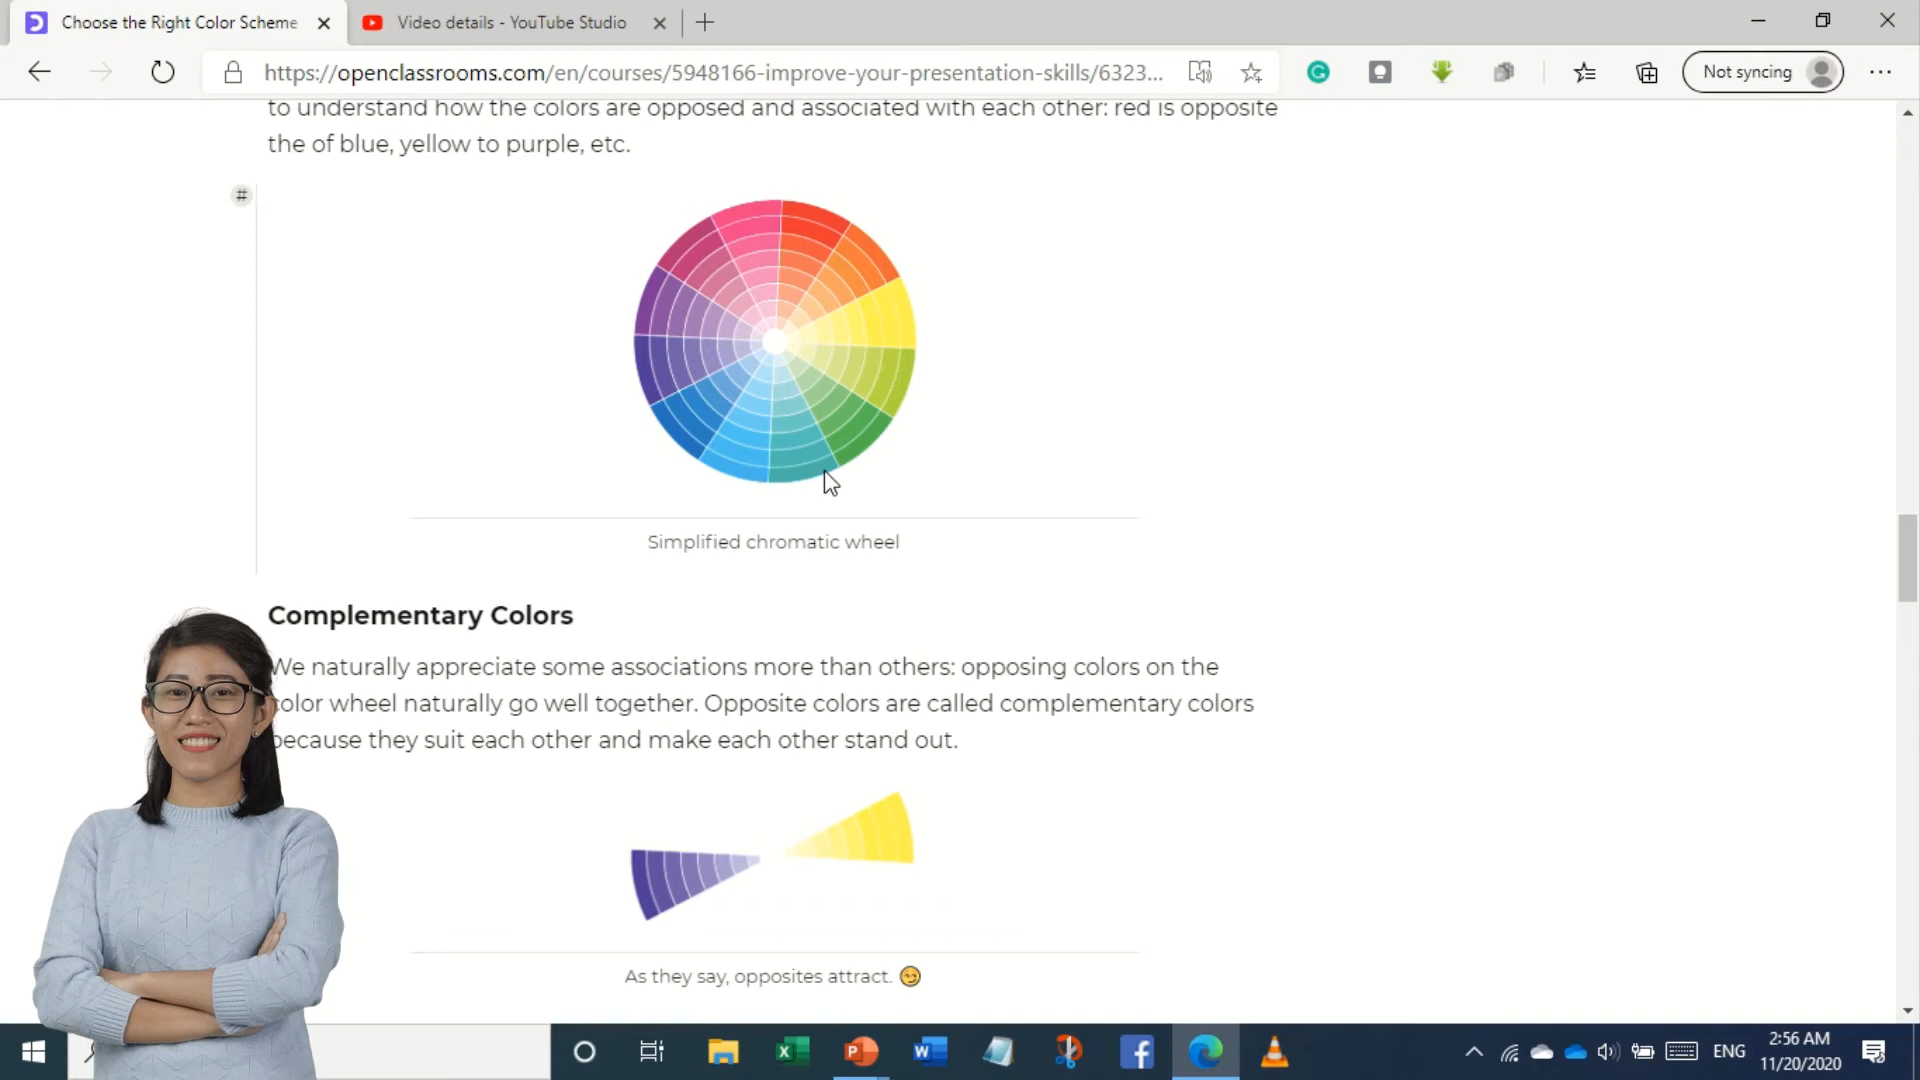 Choose the Right Color Scheme
Video details - YouTube Studio
https://openclassrooms.com/en/courses/5948166-improve-your-presentation-skills/6323...
Not syncing
to understand how the colors are opposed and associated with each other: red is opposite
the of blue, yellow to purple, etc.
#
Simplified chromatic wheel
Complementary Colors
We naturally appreciate some associations more than others: opposing colors on the
color wheel naturally go well together. Opposite colors are called complementary colors
because they suit each other and make each other stand out.
As they say, opposites attract. 😏
ENG
2:56 AM
11/20/2020